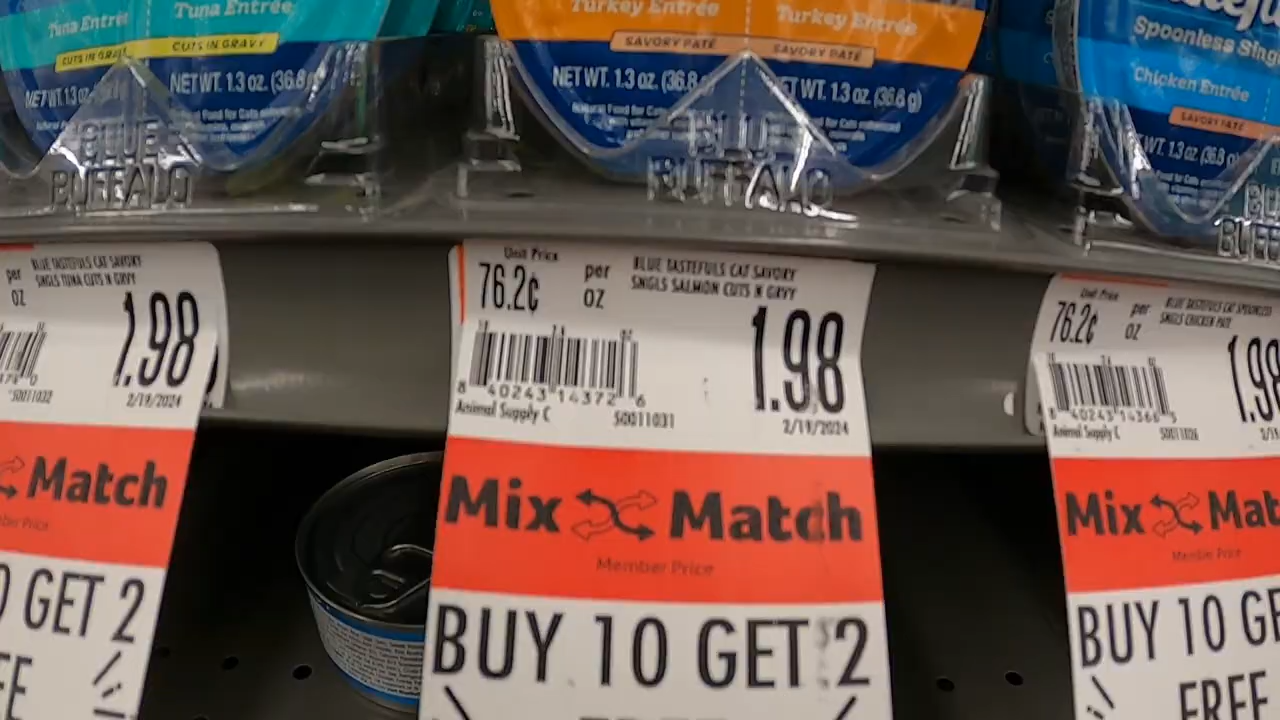 Tuna Entrée
Tuna Entrée
CUTS IN GRAVY
CUTS IN GRAVY
NET WT. 1.3 oz.
NET WT. 1.3 oz. (36.8 g)
BLUE
BUFFALO
Turkey Entrée
Turkey Entrée
SAVORY PATÉ
SAVORY PATÉ
NET WT. 1.3 oz. (36.8
NET WT. 1.3 oz. (36.8 g)
Natural Food for Cats enhanced
BLUE
BUFFALO
Spoonless Sing
Chicken Entrée
SAVORY PATÉ
WT. 1.3 oz. (36.8 g)
BLUE TASTEFULS CAT SAVORY
SNGLS TUNA CUTS N GRVY
per
OZ
1.98
50011032
2/19/2024
Match
Member Price
GET 2
Unit Price
76.2¢
per
OZ
BLUE TASTEFULS CAT SAVORY
SNGLS SALMON CUTS N GRVY
1.98
8 40243 14372 6
Animal Supply C
50011031
2/19/2024
Mix Match
Member Price
BUY 10 GET 2
FREE
Unit Price
76.2¢
per
OZ
BLUE TASTEFULS CAT SPOONLESS
SNGLS CHICKEN PATE
1.98
8 40243 14366 5
Animal Supply C
50011026
Mix Mat
Member Price
BUY 10 GE
FREE